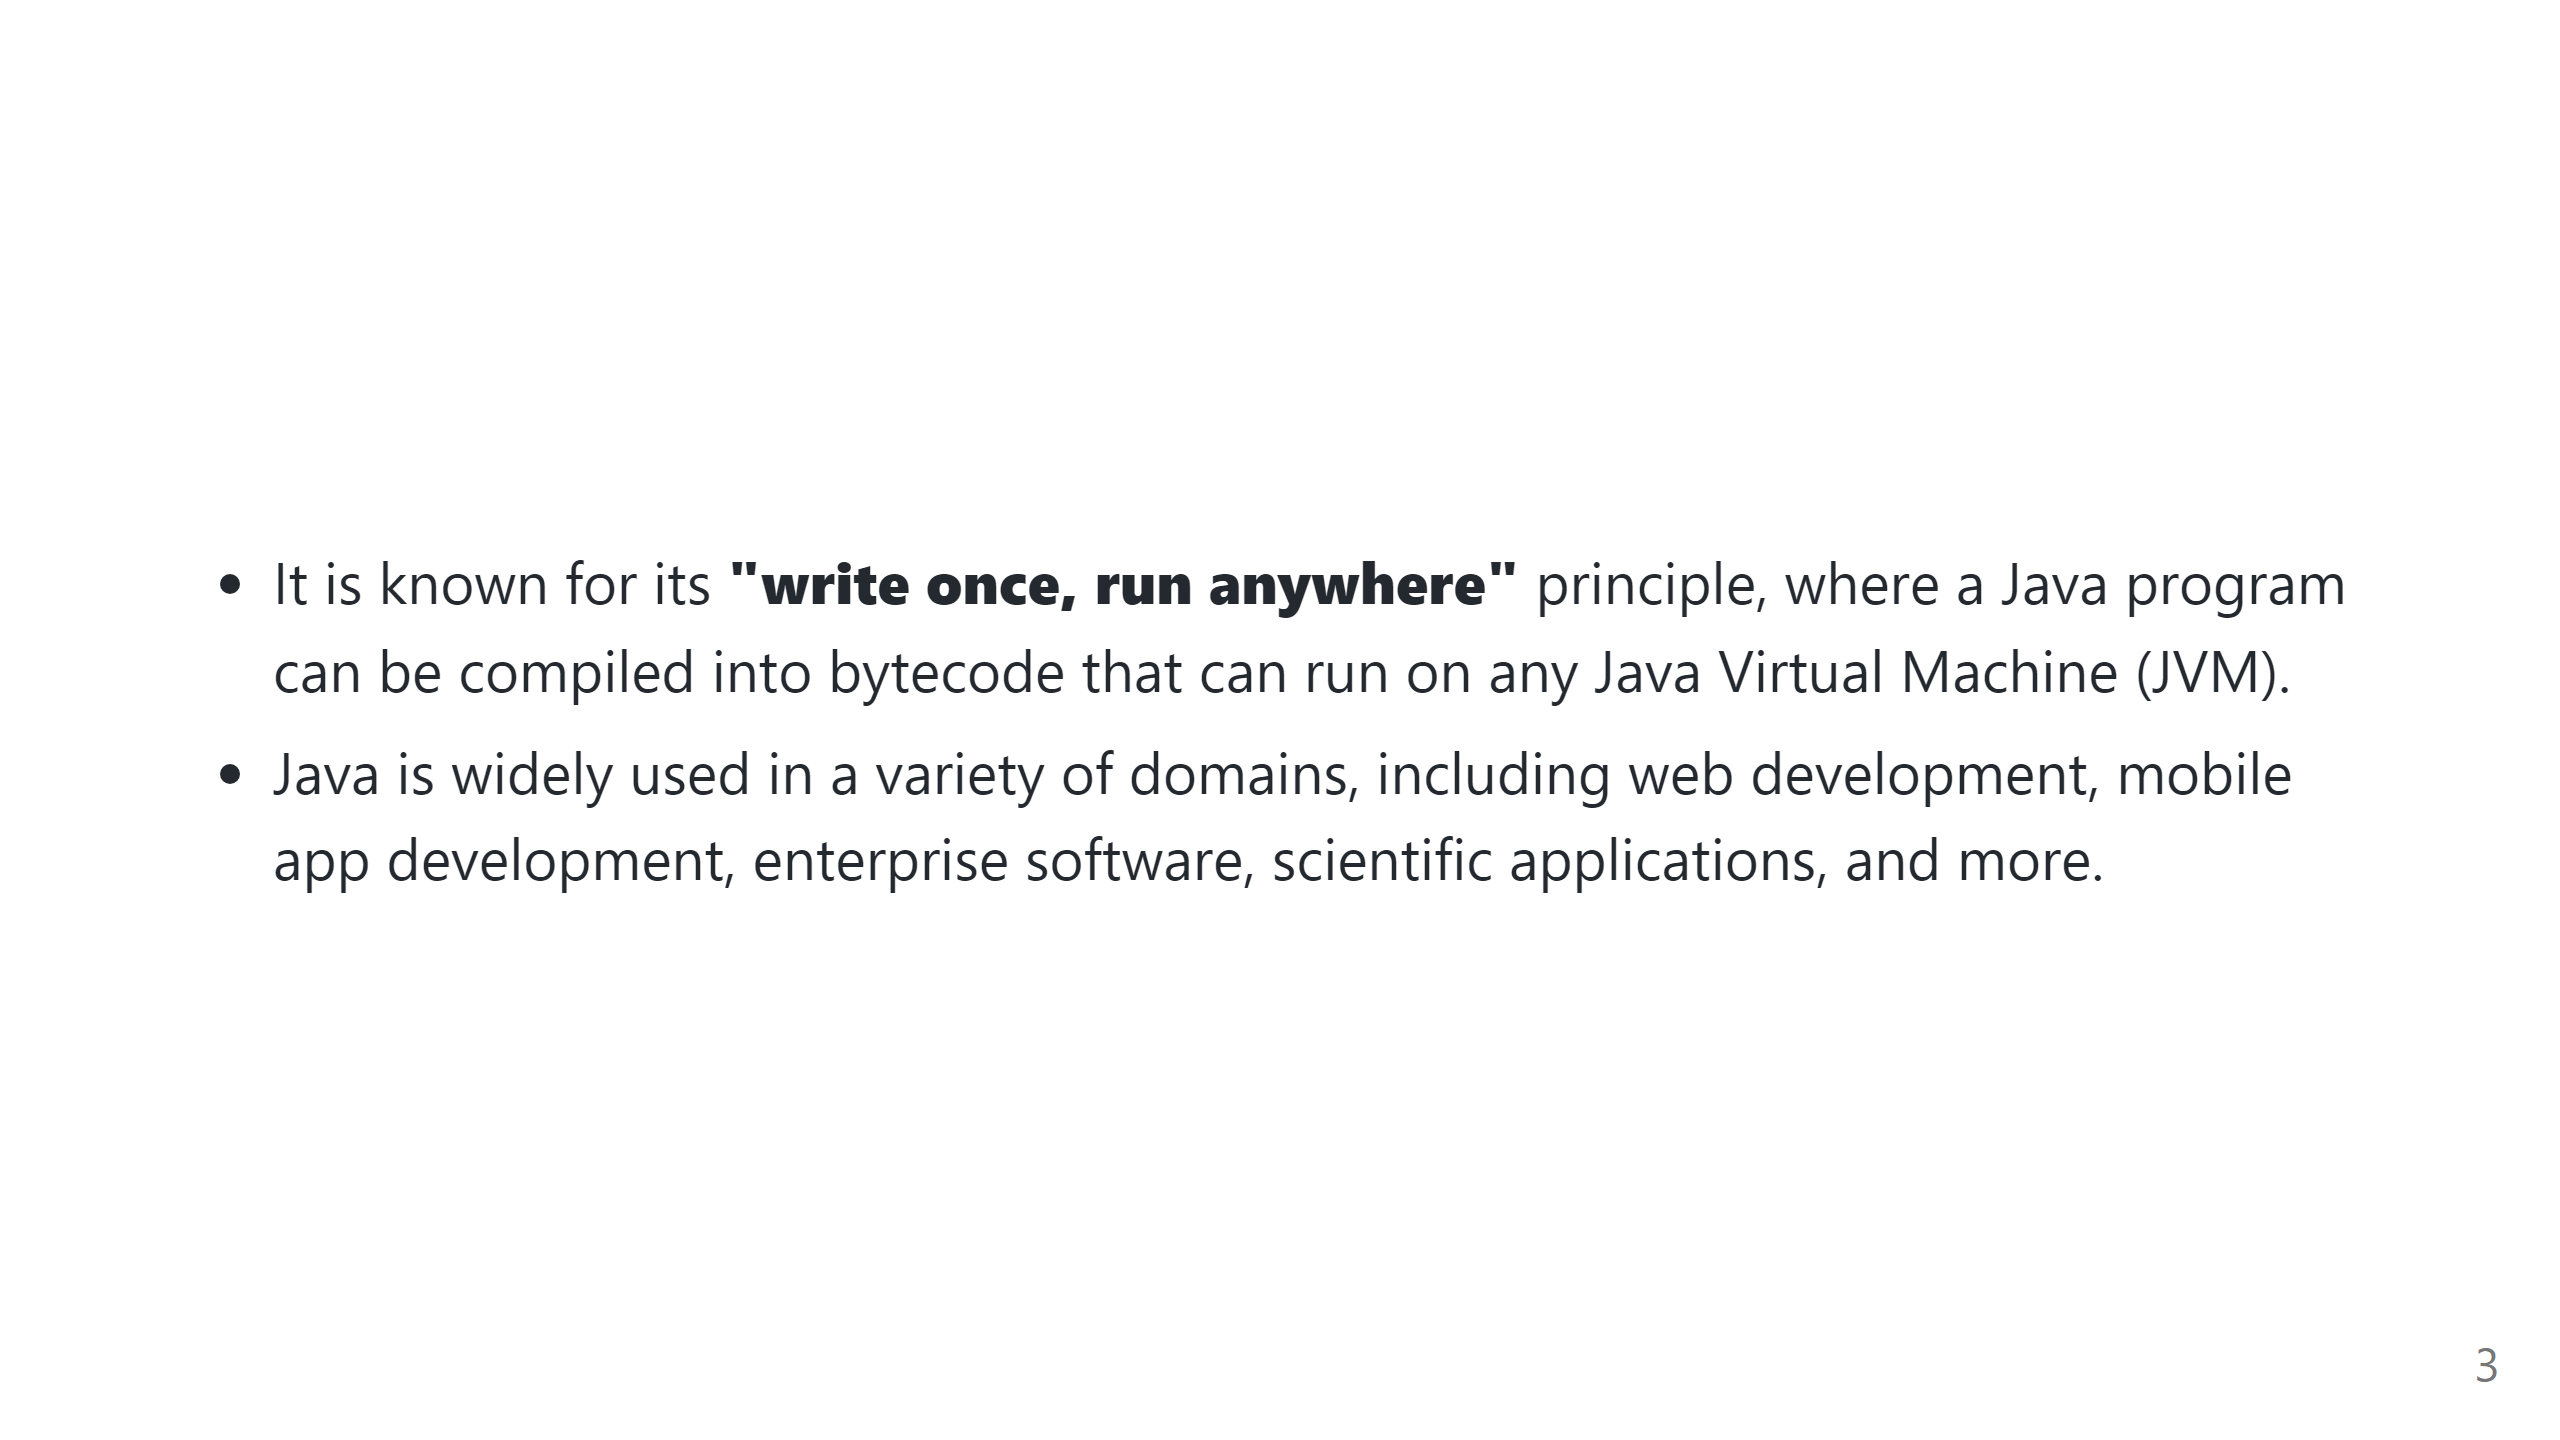 • It is known for its "write once, run anywhere" principle, where a Java program
can be compiled into bytecode that can run on any Java Virtual Machine (JVM).
• Java is widely used in a variety of domains, including web development, mobile
app development, enterprise software, scientific applications, and more.
3